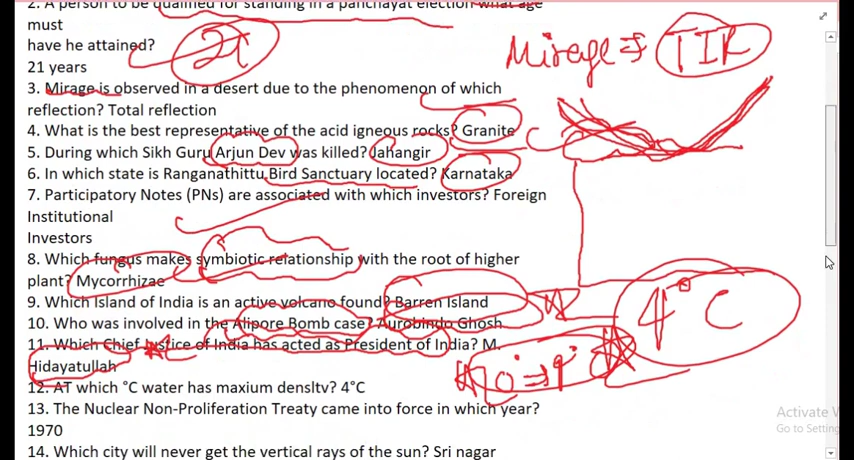 2. A person to be qualified for standing in a panchayat election what age
must
have he attained?
21
21 years
Mirage ⇒ TIR
3. Mirage is observed in a desert due to the phenomenon of which
reflection? Total reflection
4. What is the best representative of the acid igneous rocks? Granite
5. During which Sikh Guru Arjun Dev was killed? Jahangir
6. In which state is Ranganathittu Bird Sanctuary located? Karnataka
7. Participatory Notes (PNs) are associated with which investors? Foreign
Institutional
Investors
8. Which fungus makes symbiotic relationship with the root of higher
plant? Mycorrhizae
9. Which Island of India is an active volcano found? Barren Island
10. Who was involved in the Alipore Bomb case? Aurobindo Ghosh
4°C
11. Which Chief Justice of India has acted as President of India? M.
Hidayatullah
0° ⇒ 4°
12. AT which °C water has maxium densltv? 4°C
13. The Nuclear Non-Proliferation Treaty came into force in which year?
1970
14. Which city will never get the vertical rays of the sun? Sri nagar
Activate
Go to Setting